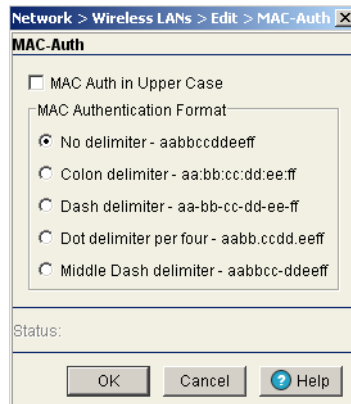 Network > Wireless LANs > Edit > MAC-Auth
MAC-Auth
MAC Auth in Upper Case
MAC Authentication Format
No delimiter - aabbccddeeff
Colon delimiter - aa:bb:cc:dd:ee:ff
Dash delimiter - aa-bb-cc-dd-ee-ff
Dot delimiter per four - aabb.ccdd.eeff
Middle Dash delimiter - aabbcc-ddeeff
Status:
OK Cancel ? Help